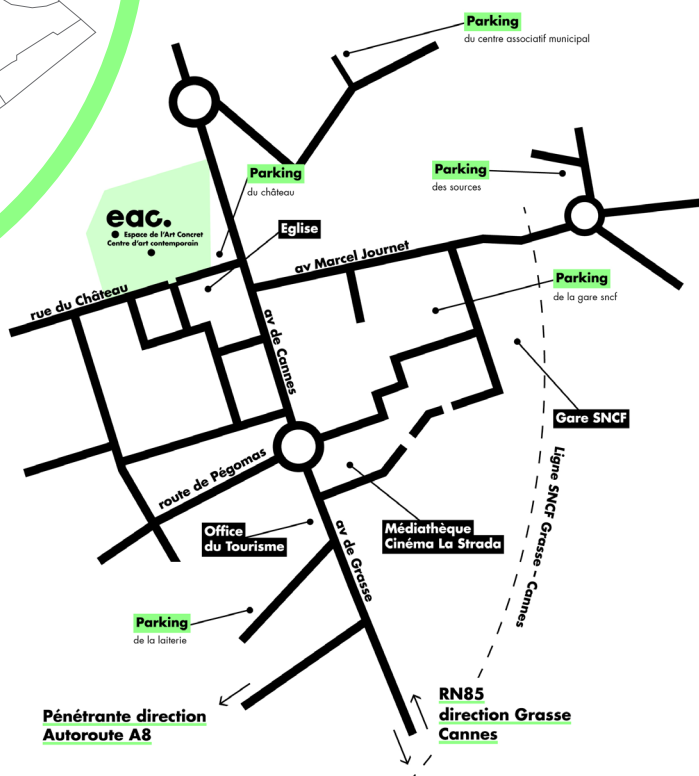 Parking
du centre associatif municipal
Parking
du château
Parking
des sources
eac.
Espace de l'Art Concret
Centre d'art contemporain
Eglise
av Marcel Journet
rue du Château
Parking
de la gare sncf
av de Cannes
Gare SNCF
route de Pégomas
Ligne SNCF Grasse - Cannes
Office
du Tourisme
av de Grasse
Médiathèque
Cinéma La Strada
Parking
de la laiterie
Pénétrante direction
Autoroute A8
RN85
direction Grasse
Cannes